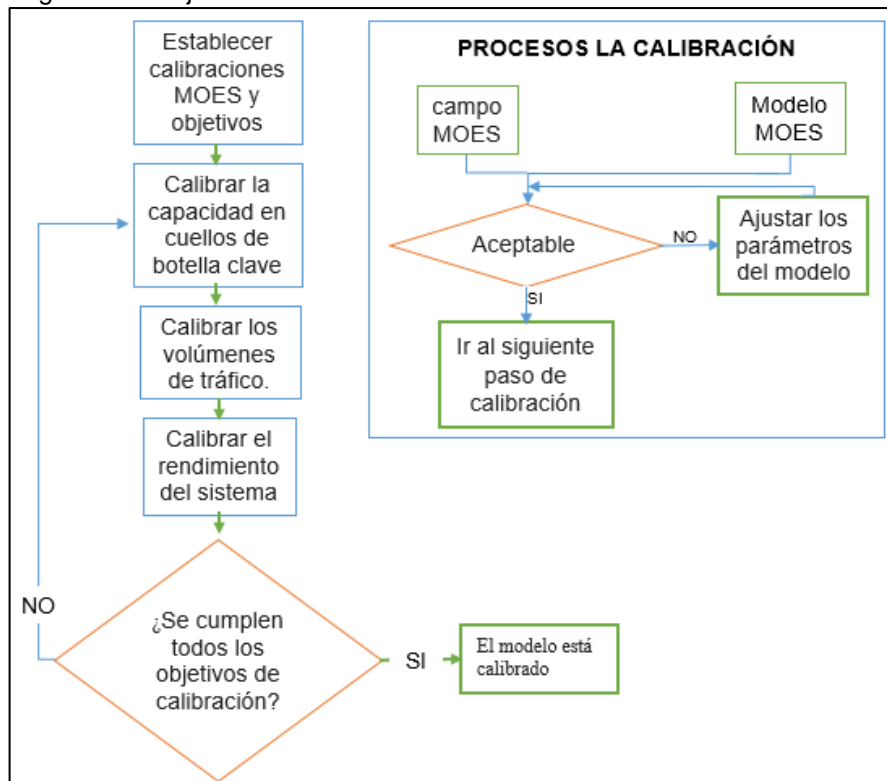 Establecer
calibraciones
MOES y
objetivos
Calibrar la
capacidad en
cuellos de
botella clave
Calibrar los
volúmenes
de tráfico.
Calibrar el
rendimiento
del sistema
¿Se cumplen
todos los
objetivos de
calibración?
NO
SI
El modelo está
calibrado
PROCESOS LA CALIBRACIÓN
campo
MOES
Modelo
MOES
Aceptable
NO
Ajustar los
parámetros
del modelo
SI
Ir al siguiente
paso de
calibración